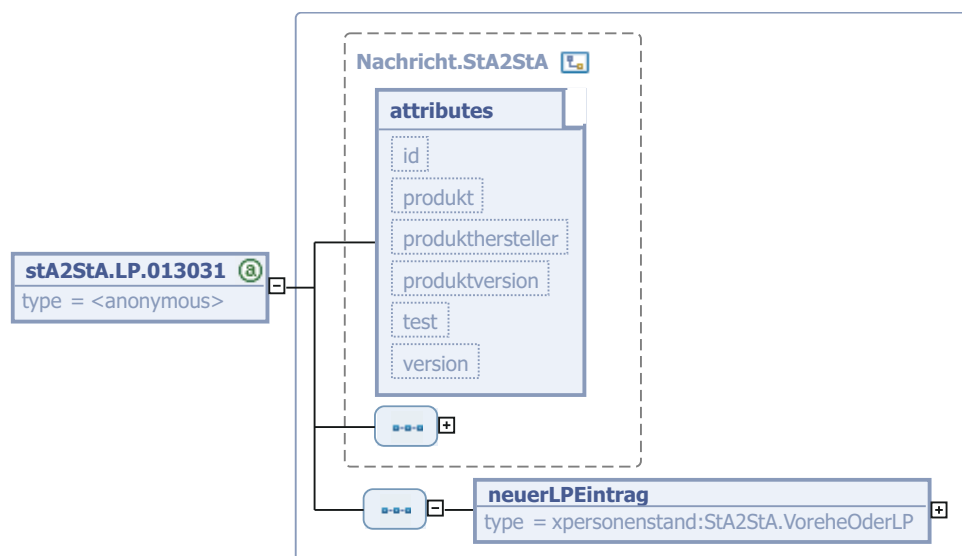 Nachricht.StA2StA
attributes
id
produkt
produkthersteller
produktversion
test
version
stA2StA.LP.013031 a
type = <anonymous>
neuerLPEintrag
type = xpersonenstand:StA2StA.VoreheOderLP